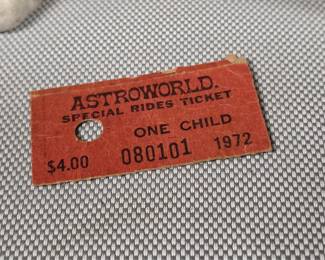 ASTROWORLD.
SPECIAL RIDES TICKET
ONE CHILD
$4.00 080101 1972